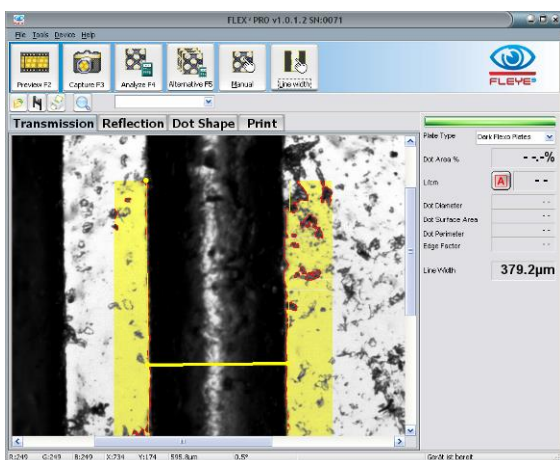 FLEX³PRO v1.0.1.2 SN:0071
File Tools Device Help
Preview F2 Capture F3 Analyze F4 Alternative F5 Manual Line width
FLEYE
Transmission Reflection Dot Shape Print
Plate Type Dark Flexo Plates
Dot Area % --.-%
L/cm A --
Dot Diameter --
Dot Surface Area --
Dot Perimeter --
Edge Factor --
Line Width 379.2µm
R:249 G:249 B:249 X:734 Y:174 595.8µm 0.5° Gerät ist bereit